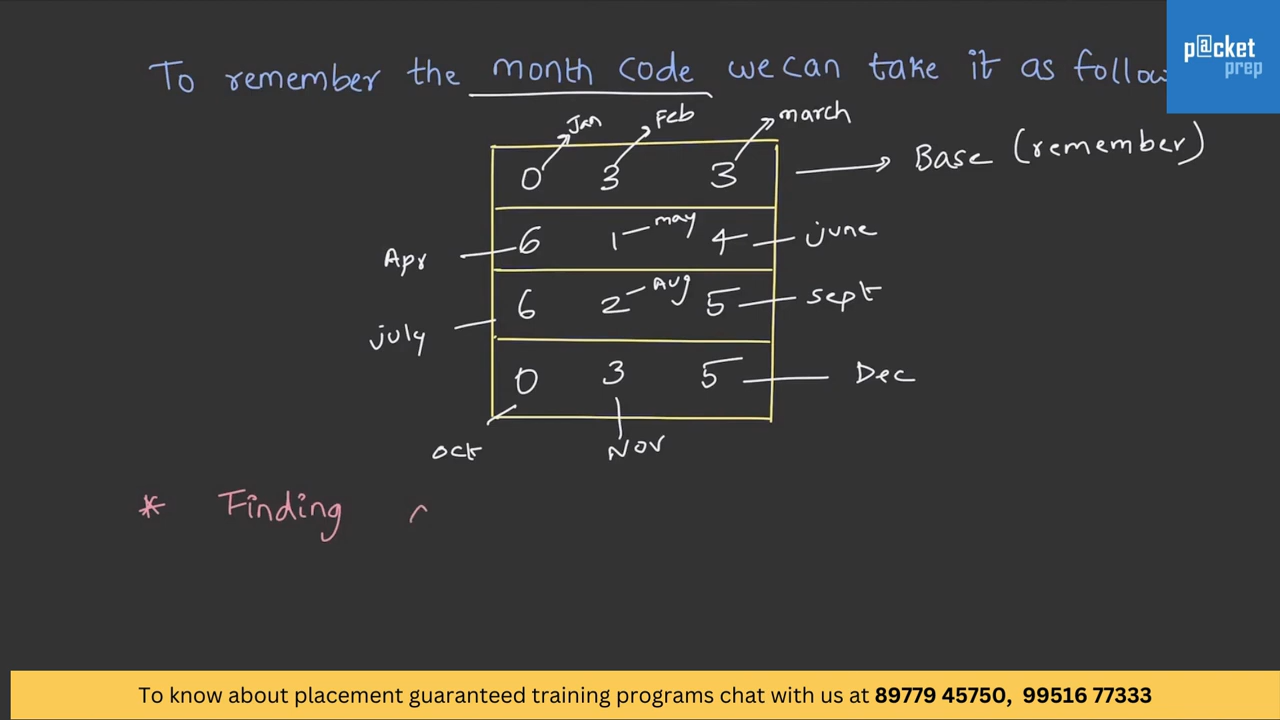 p@cket
prep
To remember the month code we can take it as follow
Jan Feb march
0 3 3 Base (remember)
Apr 6 1 may 4 june
july 6 2 Aug 5 sept
0 3 5 Dec
oct Nov
* Finding
To know about placement guaranteed training programs chat with us at 89779 45750, 99516 77333